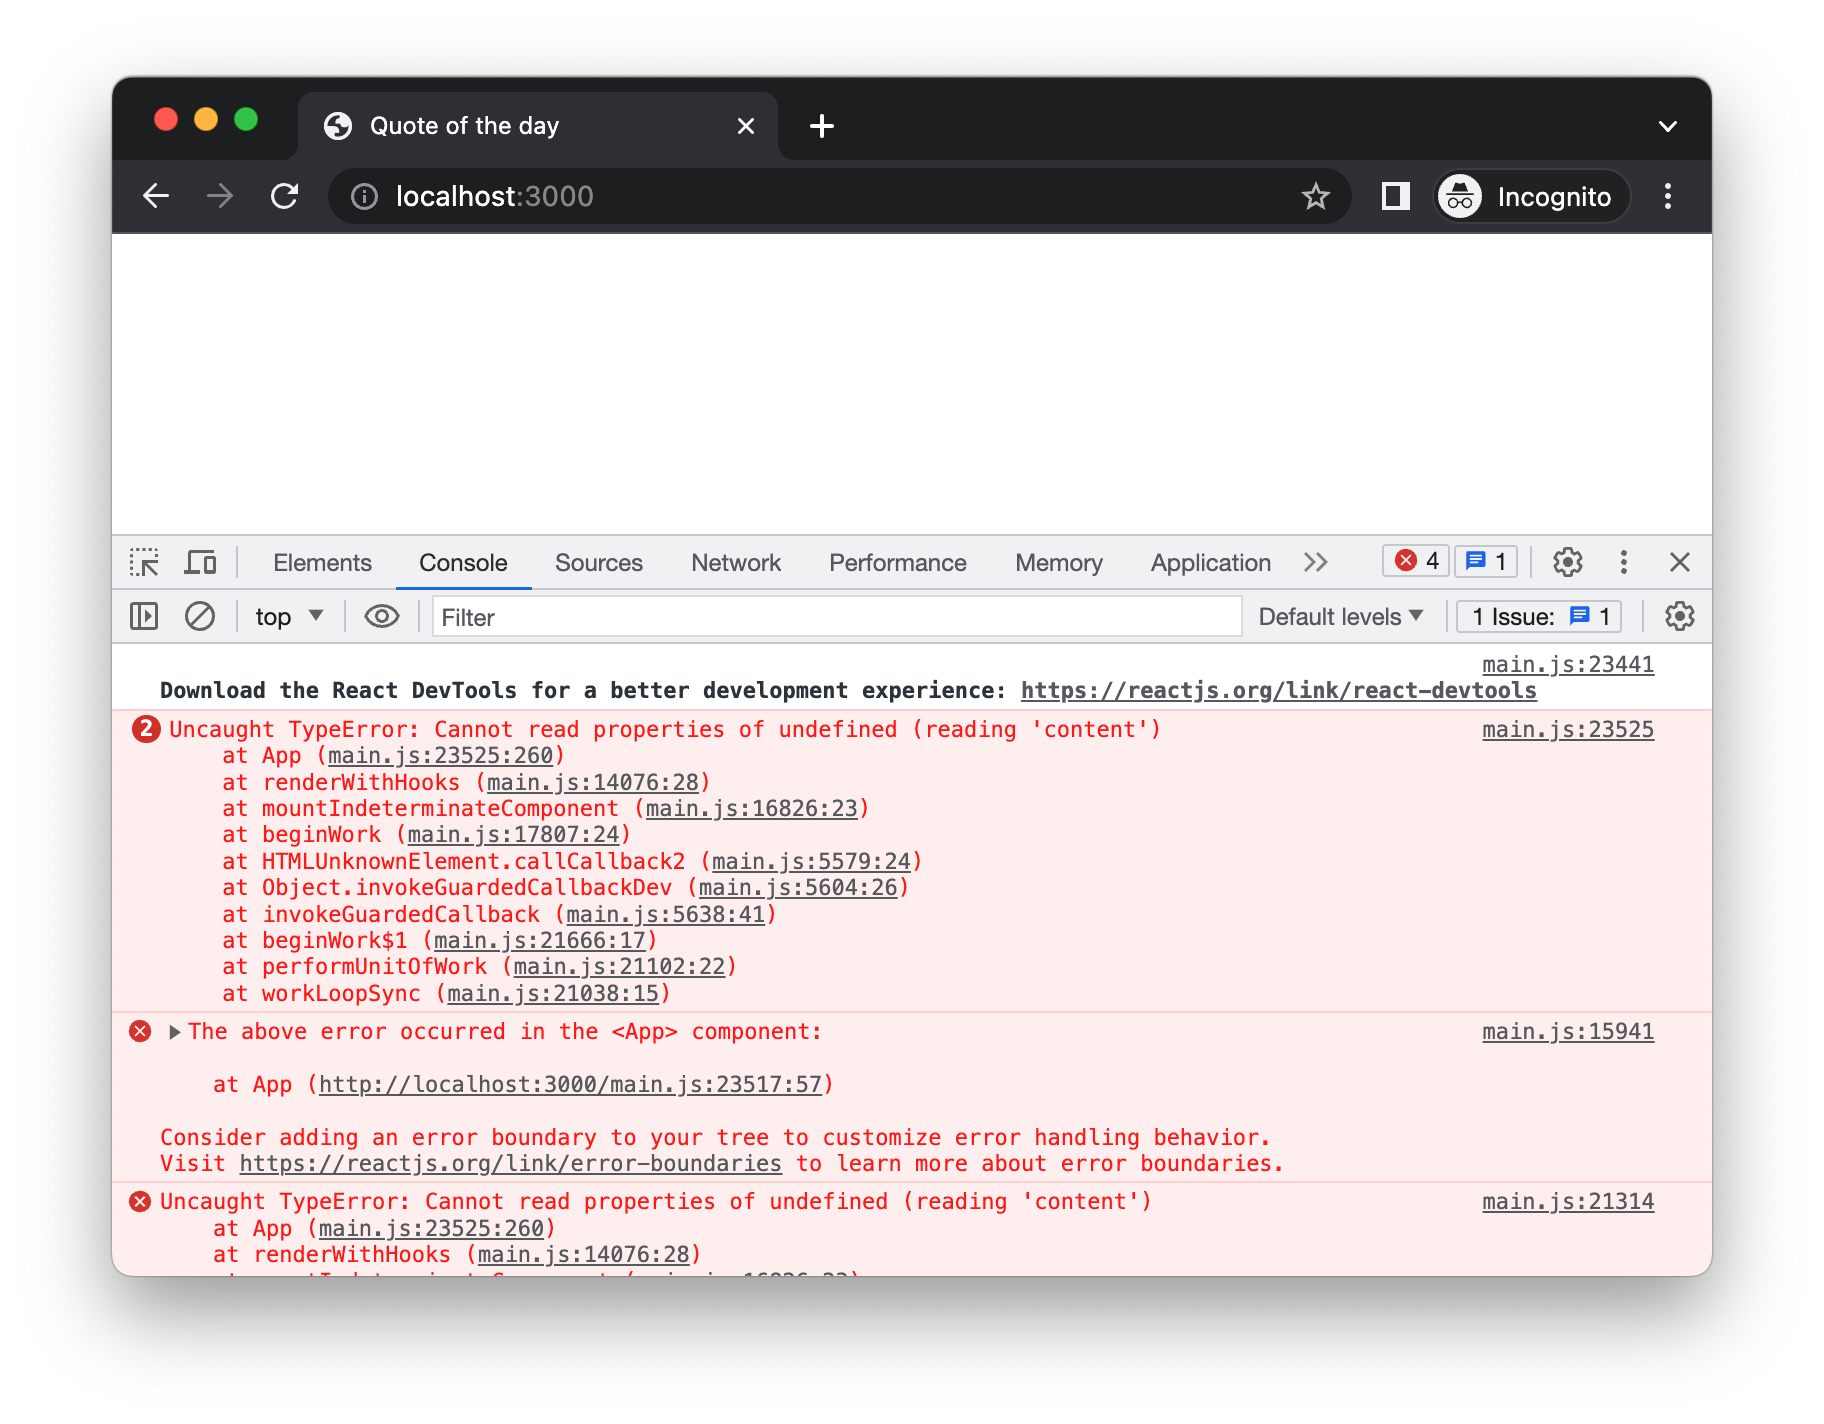 Quote of the day
localhost:3000
Incognito
Elements Console Sources Network Performance Memory Application 4 1
top Filter Default levels 1 Issue: 1
main.js:23441
Download the React DevTools for a better development experience: https://reactjs.org/link/react-devtools
2 Uncaught TypeError: Cannot read properties of undefined (reading 'content') main.js:23525
at App (main.js:23525:260)
at renderWithHooks (main.js:14076:28)
at mountIndeterminateComponent (main.js:16826:23)
at beginWork (main.js:17807:24)
at HTMLUnknownElement.callCallback2 (main.js:5579:24)
at Object.invokeGuardedCallbackDev (main.js:5604:26)
at invokeGuardedCallback (main.js:5638:41)
at beginWork$1 (main.js:21666:17)
at performUnitOfWork (main.js:21102:22)
at workLoopSync (main.js:21038:15)
The above error occurred in the <App> component: main.js:15941
at App (http://localhost:3000/main.js:23517:57)
Consider adding an error boundary to your tree to customize error handling behavior.
Visit https://reactjs.org/link/error-boundaries to learn more about error boundaries.
Uncaught TypeError: Cannot read properties of undefined (reading 'content') main.js:21314
at App (main.js:23525:260)
at renderWithHooks (main.js:14076:28)